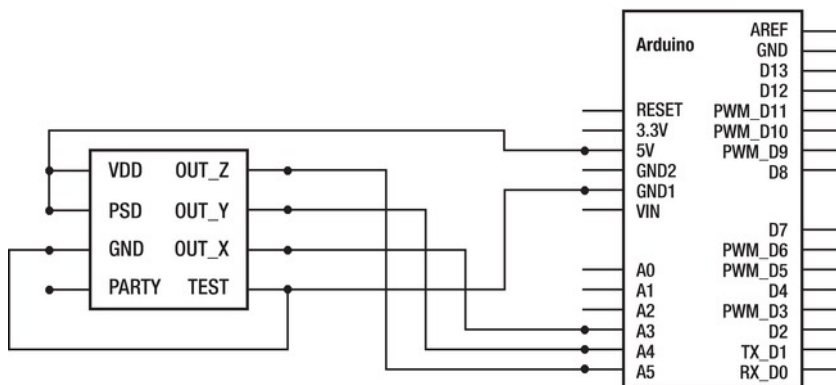 VDD OUT_Z
PSD OUT_Y
GND OUT_X
PARTY TEST
Arduino
AREF
GND
D13
D12
RESET PWM_D11
3.3V PWM_D10
5V PWM_D9
GND2 D8
GND1
VIN
D7
PWM_D6
A0 PWM_D5
A1 D4
A2 PWM_D3
A3 D2
A4 TX_D1
A5 RX_D0